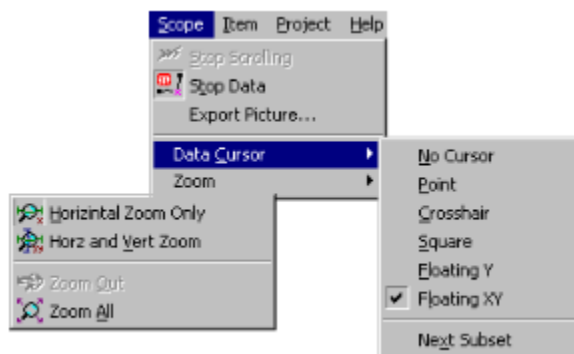 Scope Item Project Help
Stop Scrolling
Stop Data
Export Picture...
Data Cursor
Zoom
Horizintal Zoom Only
Horz and Vert Zoom
Zoom Out
Zoom All
No Cursor
Point
Crosshair
Square
Floating Y
Floating XY
Next Subset